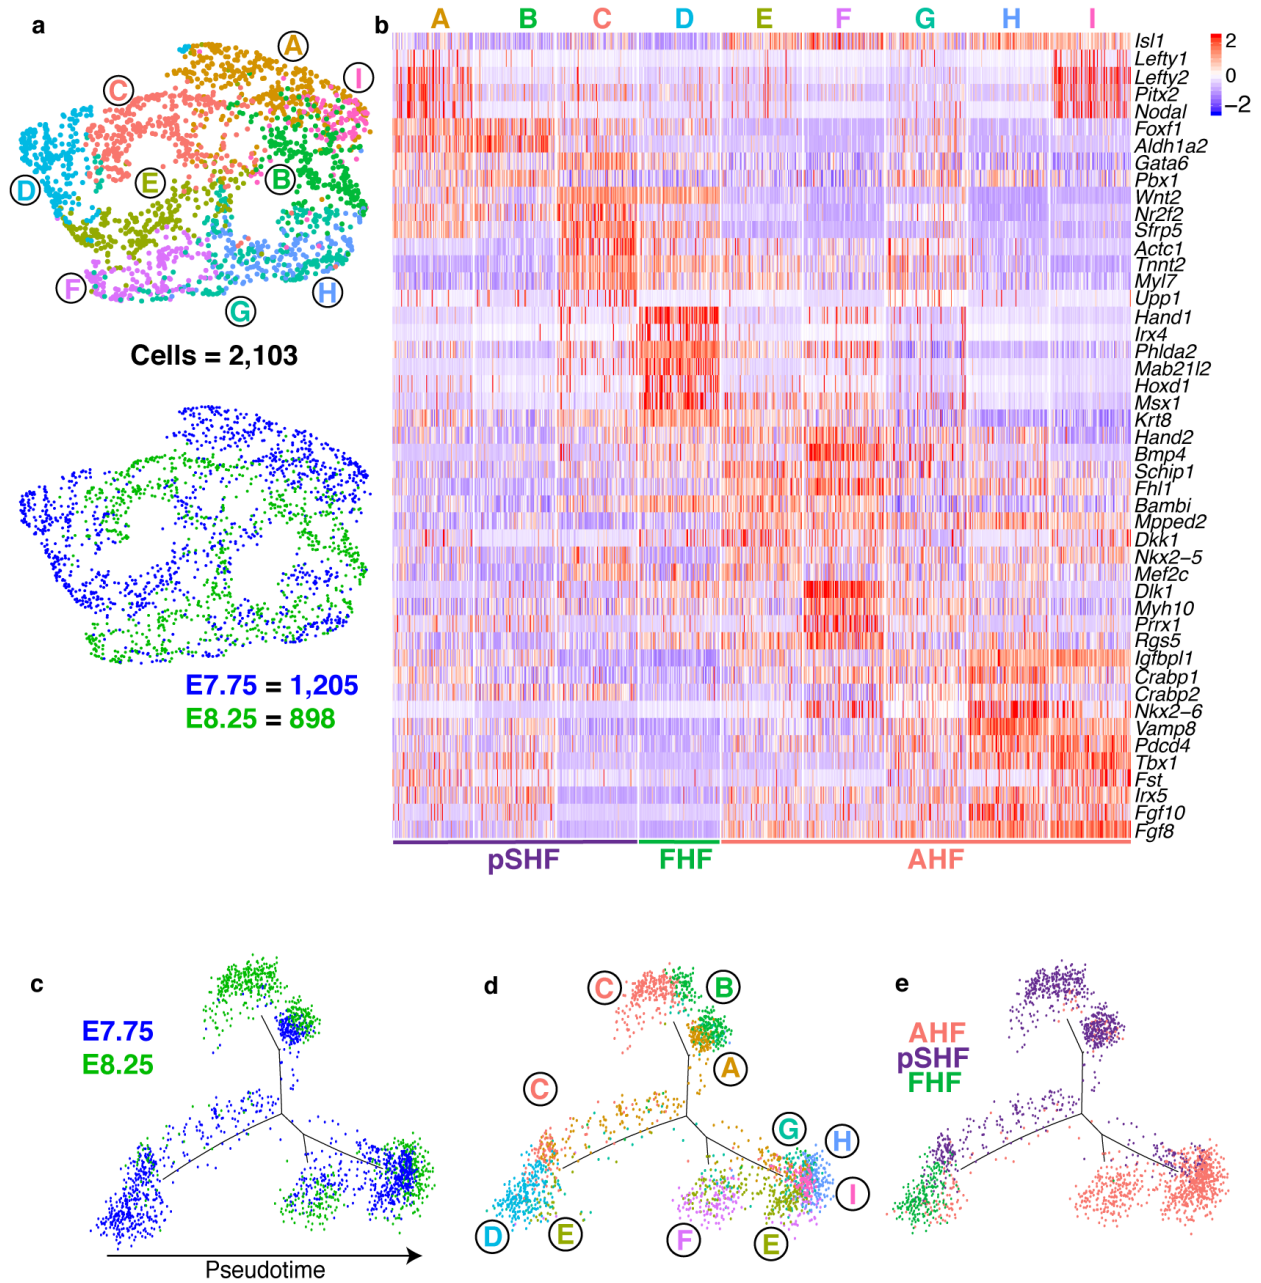 a
A
I
C
D
E
B
F
G
H
Cells = 2,103
E7.75 = 1,205
E8.25 = 898
b
A B C D E F G H I
Isl1
Lefty1
Lefty2
Pitx2
Nodal
Foxf1
Aldh1a2
Gata6
Pbx1
Wnt2
Nr2f2
Sfrp5
Actc1
Tnnt2
Myl7
Upp1
Hand1
Irx4
Phlda2
Mab21l2
Hoxd1
Msx1
Krt8
Hand2
Bmp4
Schip1
Fhl1
Bambi
Mpped2
Dkk1
Nkx2−5
Mef2c
Dlk1
Myh10
Prrx1
Rgs5
Igfbpl1
Crabp1
Crabp2
Nkx2−6
Vamp8
Pdcd4
Tbx1
Fst
Irx5
Fgf10
Fgf8
2
0
−2
pSHF FHF AHF
c
E7.75
E8.25
Pseudotime
d
C
B
A
C
G
H
I
D
E
F
E
e
AHF
pSHF
FHF